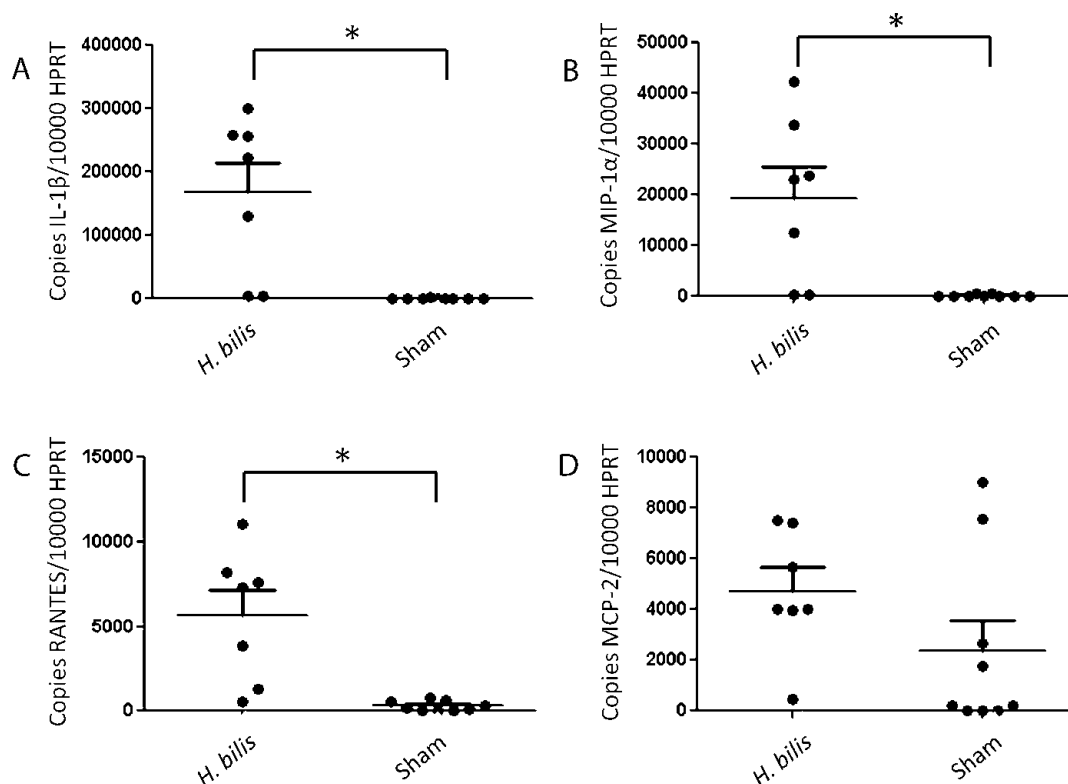 A
Copies IL-1β/10000 HPRT
400000
300000
200000
100000
0
*
H. bilis
Sham
B
Copies MIP-1α/10000 HPRT
50000
40000
30000
20000
10000
0
*
H. bilis
Sham
C
Copies RANTES/10000 HPRT
15000
10000
5000
0
*
H. bilis
Sham
D
Copies MCP-2/10000 HPRT
10000
8000
6000
4000
2000
0
H. bilis
Sham